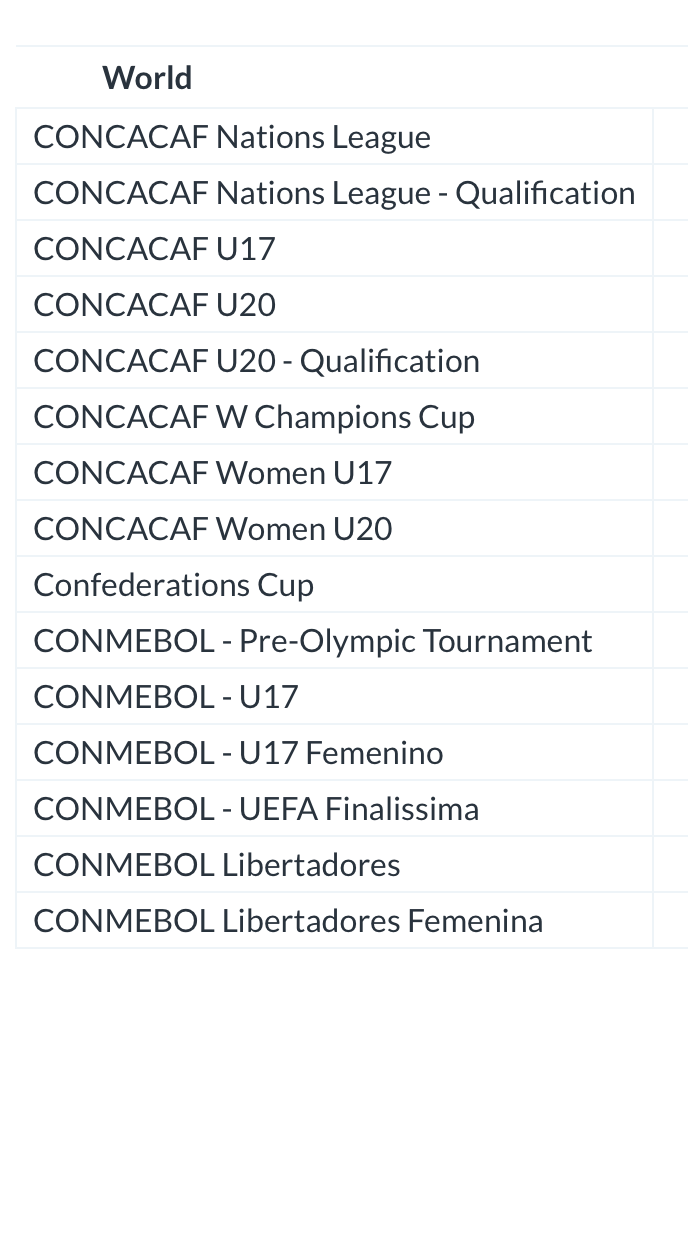 World
CONCACAF Nations League
CONCACAF Nations League - Qualification
CONCACAF U17
CONCACAF U20
CONCACAF U20 - Qualification
CONCACAF W Champions Cup
CONCACAF Women U17
CONCACAF Women U20
Confederations Cup
CONMEBOL - Pre-Olympic Tournament
CONMEBOL - U17
CONMEBOL - U17 Femenino
CONMEBOL - UEFA Finalissima
CONMEBOL Libertadores
CONMEBOL Libertadores Femenina